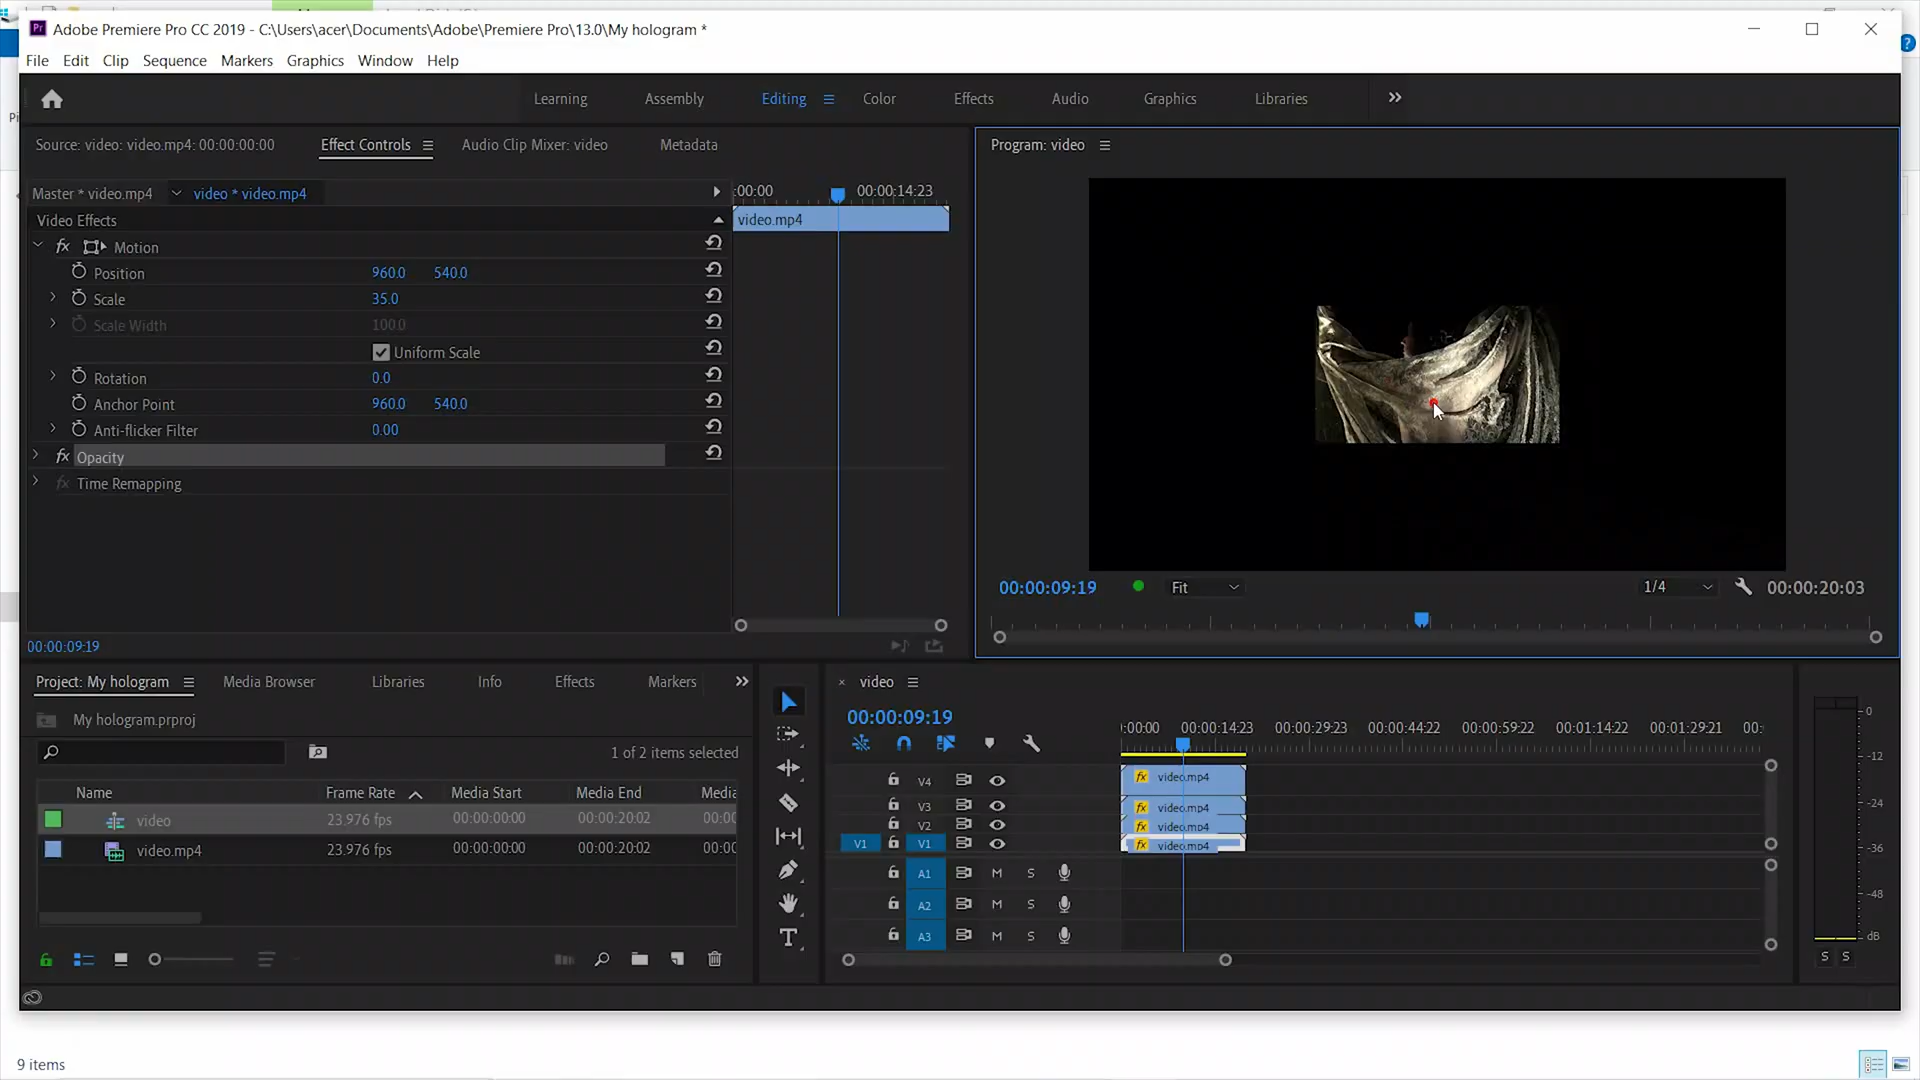 Adobe Premiere Pro CC 2019 - C:\Users\acer\Documents\Adobe\Premiere Pro\13.0\My hologram *
File Edit Clip Sequence Markers Graphics Window Help
Learning Assembly Editing Color Effects Audio Graphics Libraries
Source: video: video.mp4: 00:00:00:00 Effect Controls Audio Clip Mixer: video Metadata
Program: video
Master * video.mp4 video * video.mp4
:00:00 00:00:14:23
Video Effects
video.mp4
fx Motion
Position 960.0 540.0
Scale 35.0
Scale Width 100.0
Uniform Scale
Rotation 0.0
Anchor Point 960.0 540.0
Anti-flicker Filter 0.00
fx Opacity
fx Time Remapping
00:00:09:19
00:00:09:19 Fit 1/4 00:00:20:03
Project: My hologram Media Browser Libraries Info Effects Markers
My hologram.prproj
1 of 2 items selected
Name Frame Rate Media Start Media End Media
video 23.976 fps 00:00:00:00 00:00:20:02 00:00
video.mp4 23.976 fps 00:00:00:00 00:00:20:02 00:00
T
video
00:00:09:19
:00:00 00:00:14:23 00:00:29:23 00:00:44:22 00:00:59:22 00:01:14:22 00:01:29:21 00:
V4 fx video.mp4
V3 fx video.mp4
V2 fx video.mp4
V1 V1 fx video.mp4
A1 M S
A2 M S
A3 M S
0
-12
-24
-36
-48
dB
S S
9 items